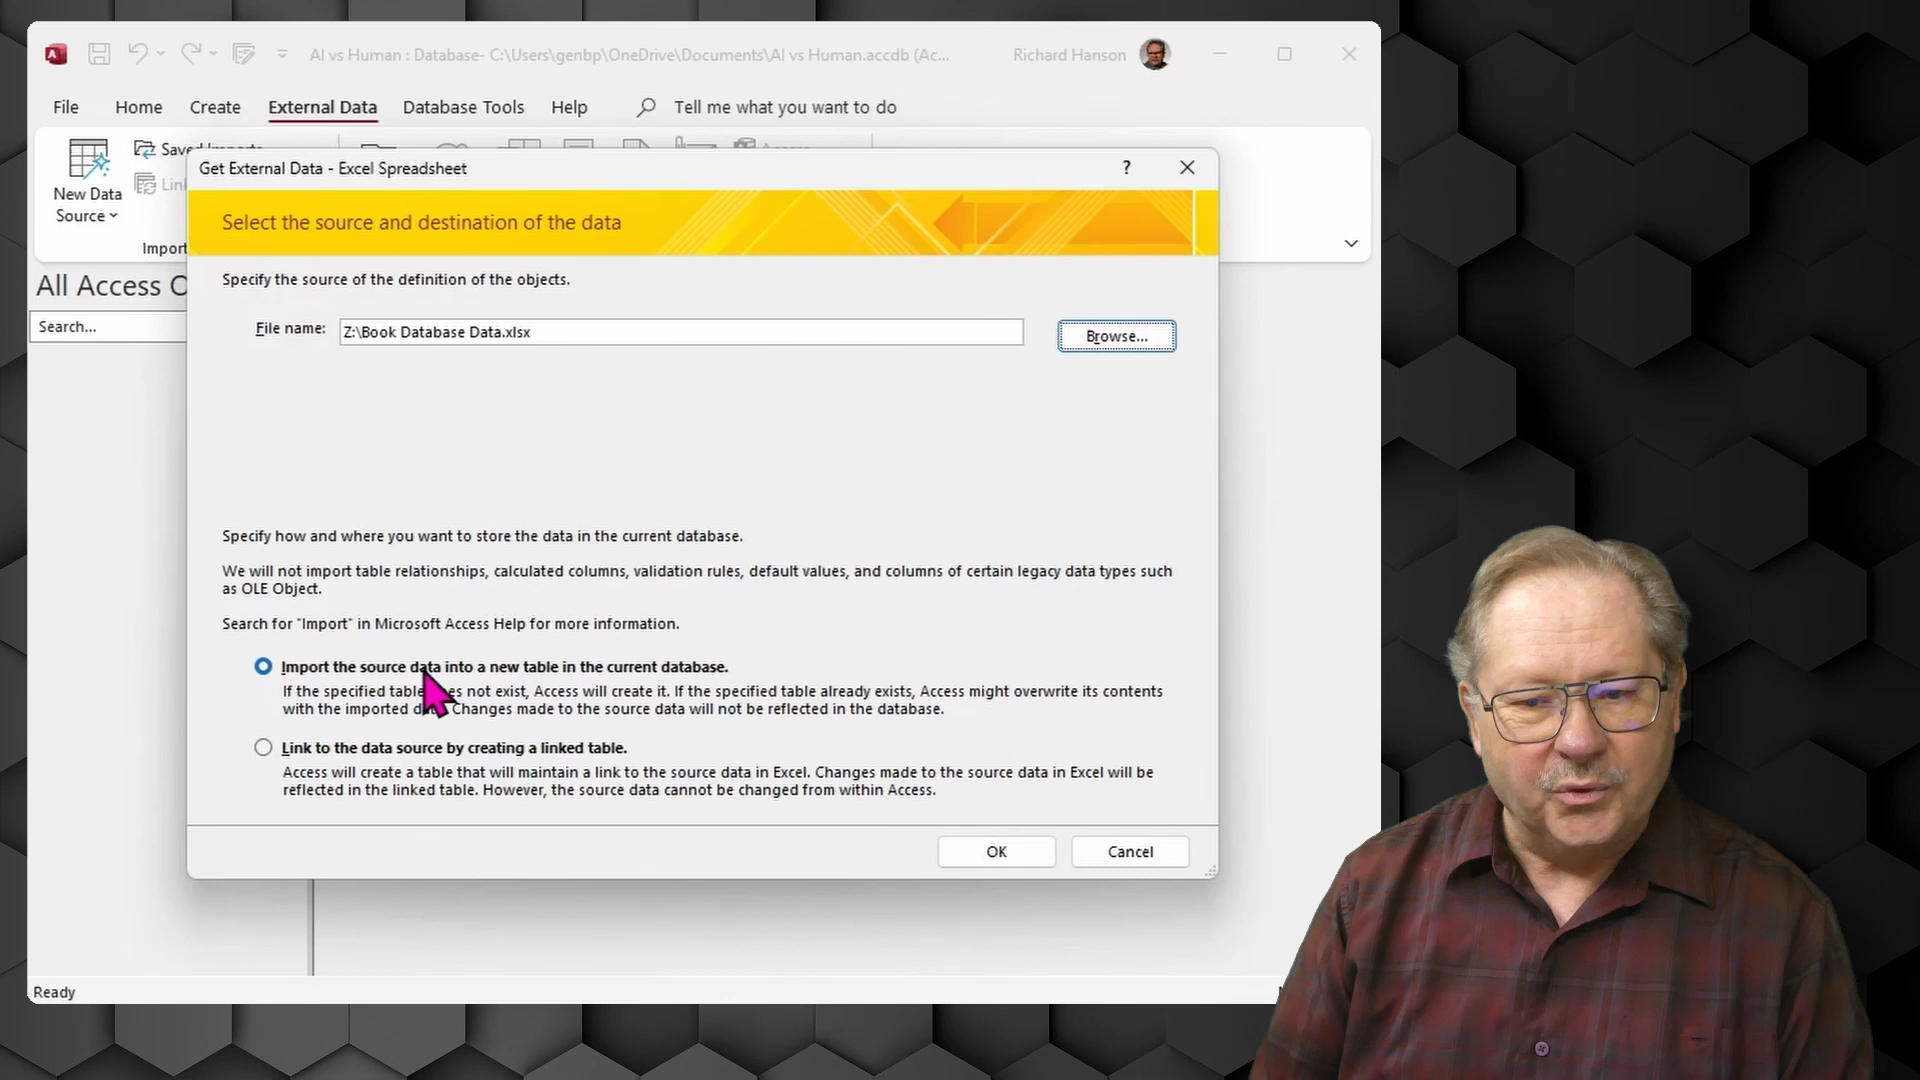 AI vs Human : Database- C:\Users\genbp\OneDrive\Documents\AI vs Human.accdb (Ac...
Richard Hanson
File Home Create External Data Database Tools Help Tell me what you want to do
New Data
Source
Import
Get External Data - Excel Spreadsheet
Select the source and destination of the data
All Access O
Search...
Specify the source of the definition of the objects.
File name: Z:\Book Database Data.xlsx Browse...
Specify how and where you want to store the data in the current database.
We will not import table relationships, calculated columns, validation rules, default values, and columns of certain legacy data types such
as OLE Object.
Search for "Import" in Microsoft Access Help for more information.
Import the source data into a new table in the current database.
If the specified table es not exist, Access will create it. If the specified table already exists, Access might overwrite its contents
with the imported Changes made to the source data will not be reflected in the database.
Link to the data source by creating a linked table.
Access will create a table that will maintain a link to the source data in Excel. Changes made to the source data in Excel will be
reflected in the linked table. However, the source data cannot be changed from within Access.
OK Cancel
Ready